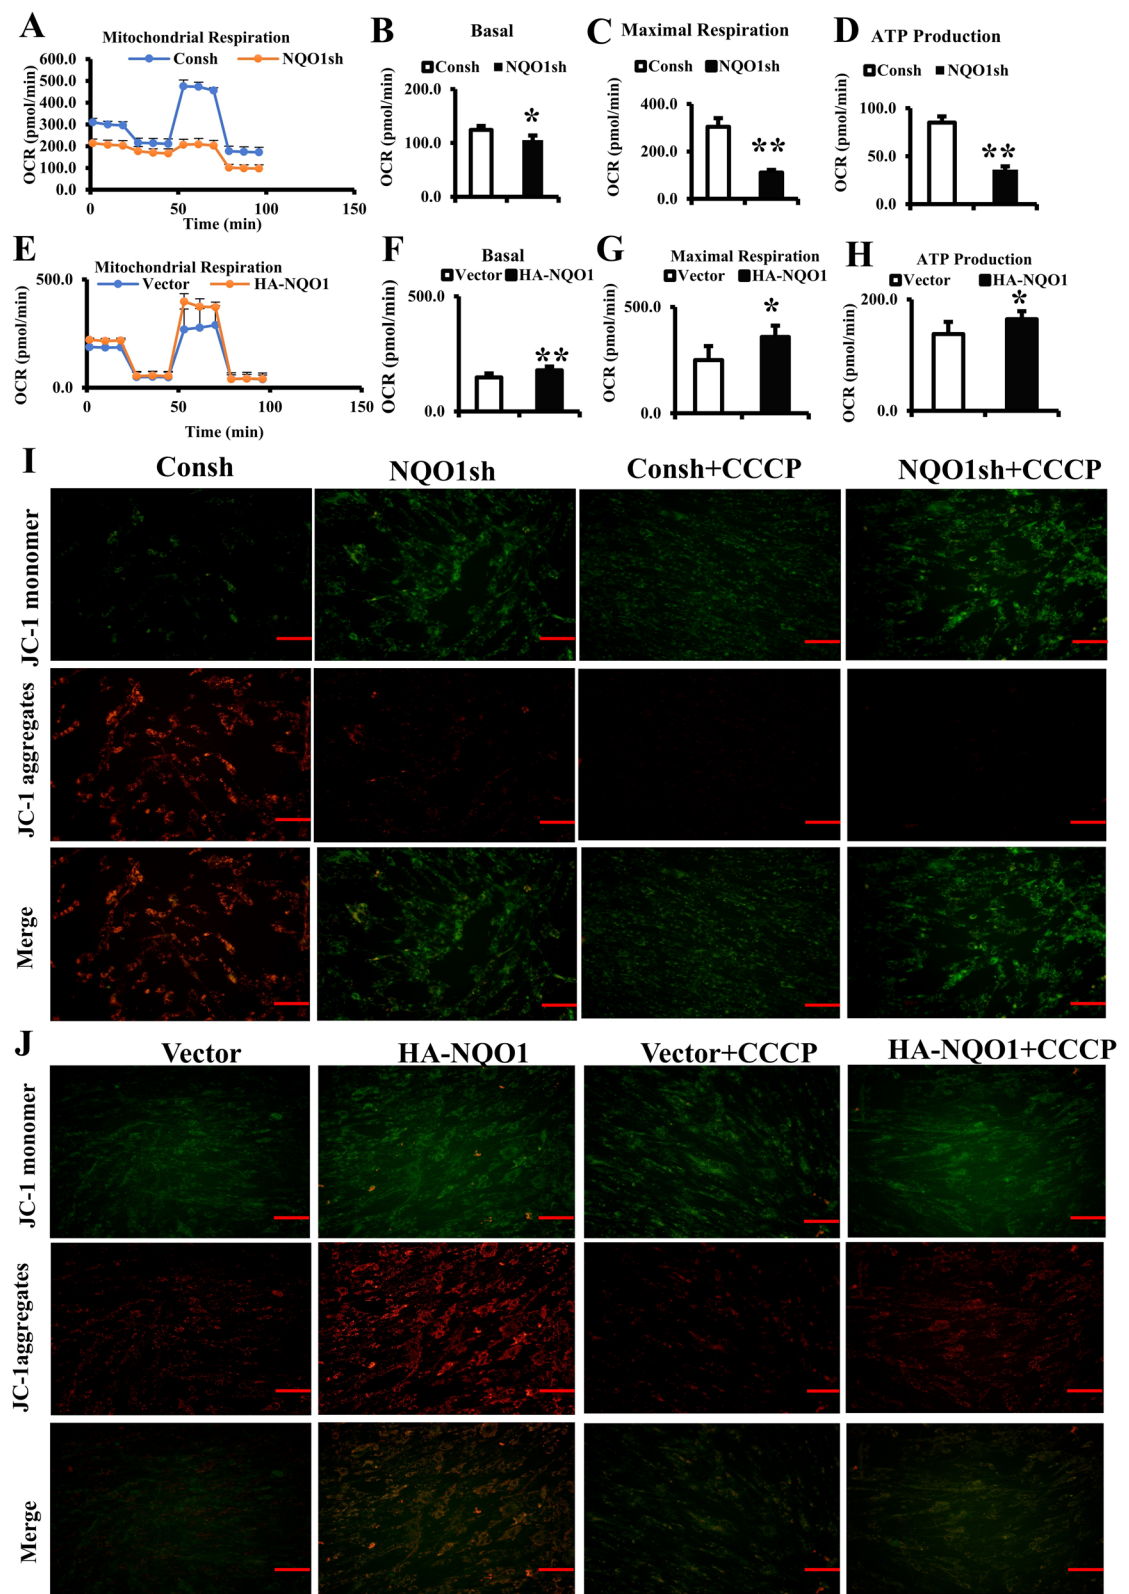 A
Mitochondrial Respiration
Consh NQO1sh
OCR (pmol/min)
600.0
500.0
400.0
300.0
200.0
100.0
0.0
0 50 100 150
Time (min)
B
Basal
Consh NQO1sh
OCR (pmol/min)
200.0
100.0
0.0
*
C
Maximal Respiration
Consh NQO1sh
OCR (pmol/min)
400.0
200.0
0.0
**
D
ATP Production
Consh NQO1sh
OCR (pmol/min)
100.0
50.0
0.0
**
E
Mitochondrial Respiration
Vector HA-NQO1
OCR (pmol/min)
500.0
0.0
0 50 100 150
Time (min)
F
Basal
Vector HA-NQO1
OCR (pmol/min)
500.0
0.0
**
G
Maximal Respiration
Vector HA-NQO1
OCR (pmol/min)
500.0
0.0
*
H
ATP Production
Vector HA-NQO1
OCR (pmol/min)
200.0
0.0
*
I
Consh NQO1sh Consh+CCCP NQO1sh+CCCP
JC-1 monomer
JC-1 aggregates
Merge
J
Vector HA-NQO1 Vector+CCCP HA-NQO1+CCCP
JC-1 monomer
JC-1aggregates
Merge